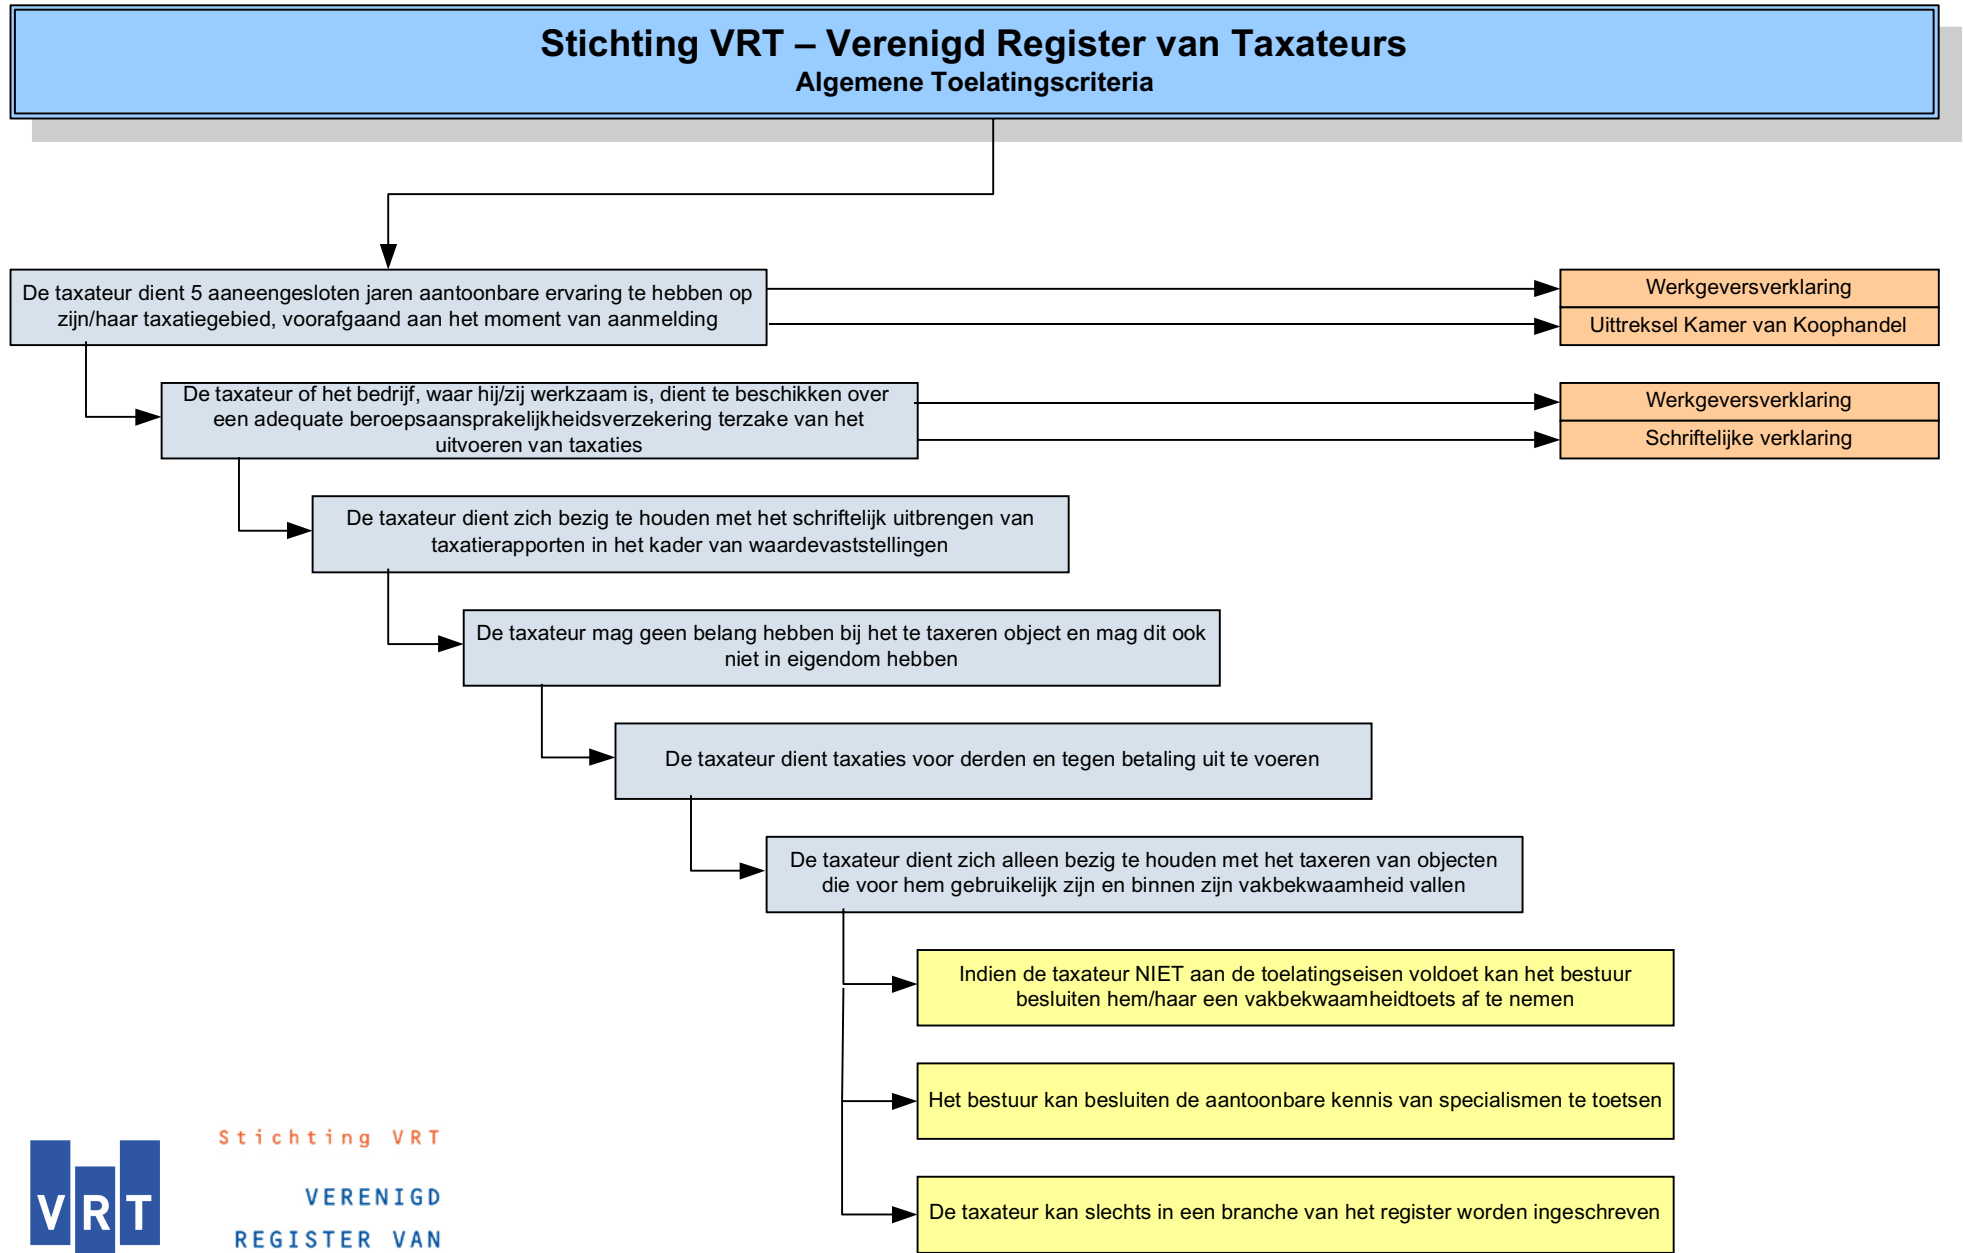 Stichting VRT – Verenigd Register van Taxateurs
Algemene Toelatingscriteria
De taxateur dient 5 aaneengesloten jaren aantoonbare ervaring te hebben op
zijn/haar taxatiegebied, voorafgaand aan het moment van aanmelding
Werkgeversverklaring
Uittreksel Kamer van Koophandel
De taxateur of het bedrijf, waar hij/zij werkzaam is, dient te beschikken over
een adequate beroepsaansprakelijkheidsverzekering terzake van het
uitvoeren van taxaties
Werkgeversverklaring
Schriftelijke verklaring
De taxateur dient zich bezig te houden met het schriftelijk uitbrengen van
taxatierapporten in het kader van waardevaststellingen
De taxateur mag geen belang hebben bij het te taxeren object en mag dit ook
niet in eigendom hebben
De taxateur dient taxaties voor derden en tegen betaling uit te voeren
De taxateur dient zich alleen bezig te houden met het taxeren van objecten
die voor hem gebruikelijk zijn en binnen zijn vakbekwaamheid vallen
Indien de taxateur NIET aan de toelatingseisen voldoet kan het bestuur
besluiten hem/haar een vakbekwaamheidtoets af te nemen
Het bestuur kan besluiten de aantoonbare kennis van specialismen te toetsen
De taxateur kan slechts in een branche van het register worden ingeschreven
Stichting VRT
VERENIGD
REGISTER VAN
VRT